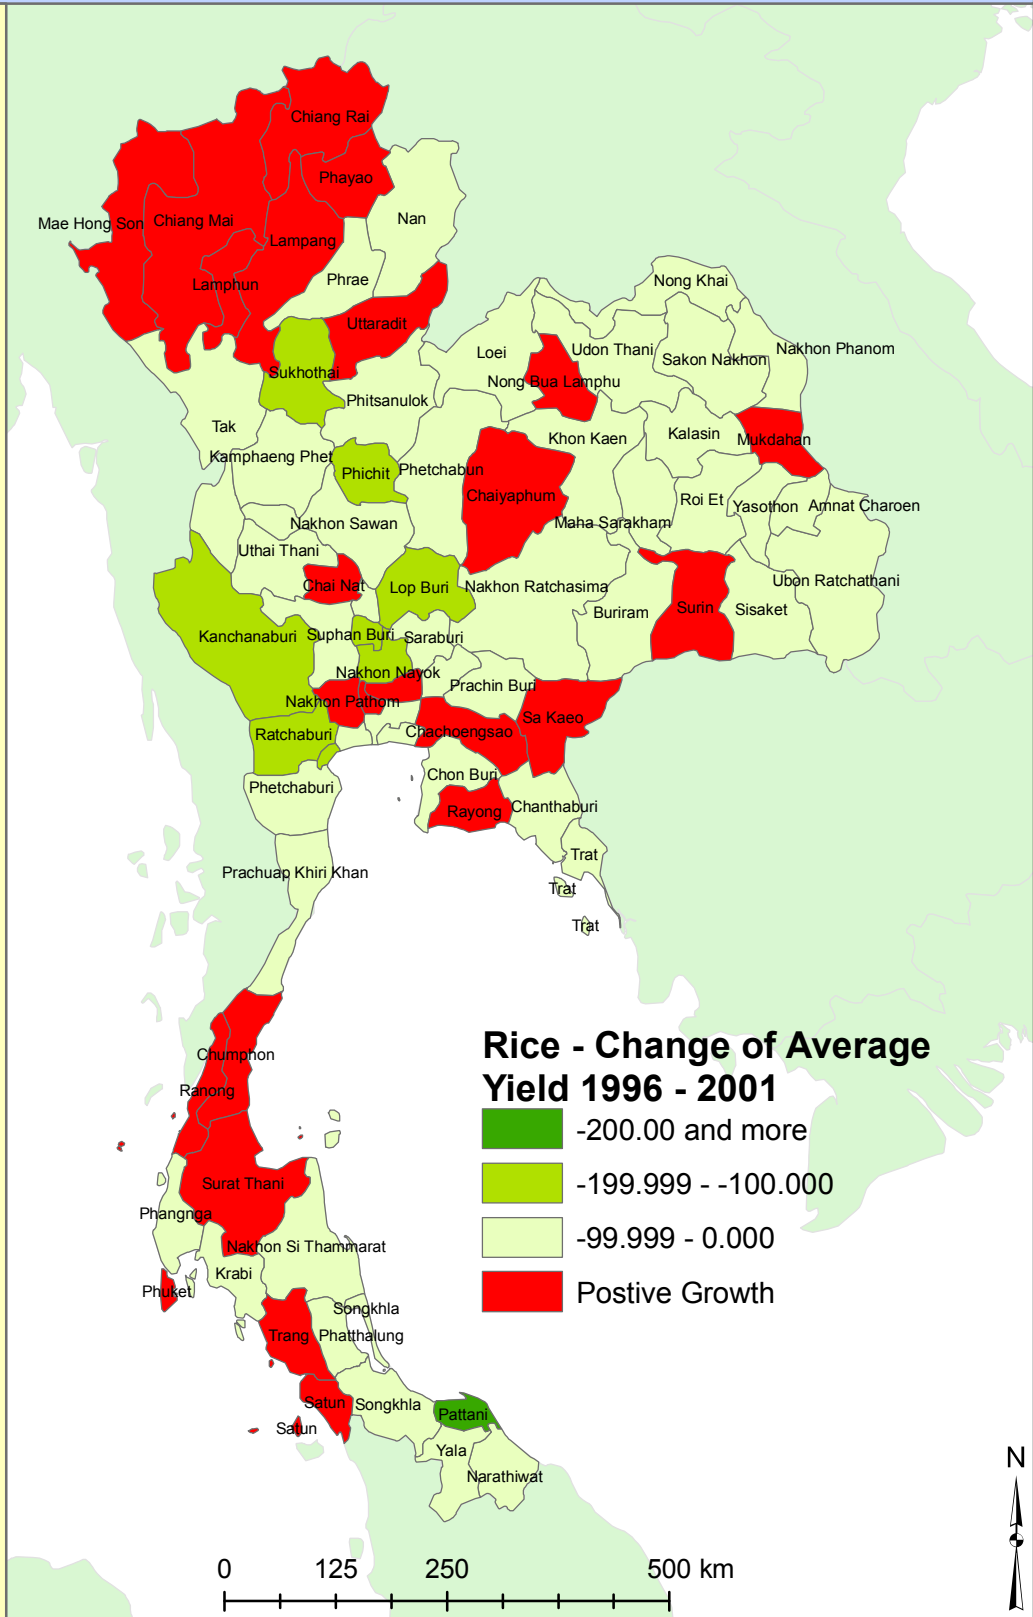 Chiang Rai
Phayao
Nan
Mae Hong Son
Chiang Mai
Lampang
Lamphun
Phrae
Nong Khai
Uttaradit
Loei
Udon Thani
Nakhon Phanom
Sakon Nakhon
Sukhothai
Nong Bua Lamphu
Phitsanulok
Tak
Khon Kaen
Kalasin
Mukdahan
Kamphaeng Phet
Phichit
Phetchabun
Chaiyaphum
Roi Et
Yasothon
Amnat Charoen
Nakhon Sawan
Maha Sarakham
Uthai Thani
Chai Nat
Lop Buri
Nakhon Ratchasima
Ubon Ratchathani
Buriram
Surin
Sisaket
Kanchanaburi
Suphan Buri
Saraburi
Nakhon Nayok
Prachin Buri
Nakhon Pathom
Sa Kaeo
Ratchaburi
Chachoengsao
Chon Buri
Phetchaburi
Rayong
Chanthaburi
Trat
Prachuap Khiri Khan
Trat
Trat
Chumphon
Ranong
Rice - Change of Average
Yield 1996 - 2001
-200.00 and more
-199.999 - -100.000
-99.999 - 0.000
Postive Growth
Surat Thani
Phangnga
Nakhon Si Thammarat
Krabi
Phuket
Songkhla
Trang
Phatthalung
Satun
Songkhla
Pattani
Satun
Yala
Narathiwat
N
0 125 250 500 km